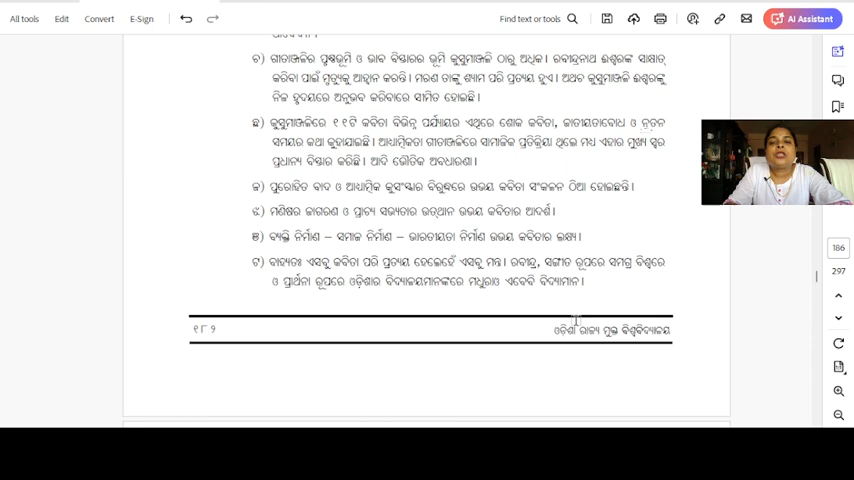 All tools Edit Convert E-Sign Find text or tools AI Assistant
ଚ) ଗୀତାଞ୍ଜଳିର ପୃଷ୍ଠଭୂମି ଓ ଭାବ ବିସ୍ତାରର ଭୂମି କୁସୁମାଞ୍ଜଳି ଠାରୁ ଅଧିକ। ରବୀନ୍ଦ୍ରନାଥ ଈଶ୍ୱରଙ୍କ ସାକ୍ଷାତ୍
କରିବା ପାଇଁ ମୃତ୍ୟୁକୁ ଆହ୍ୱାନ କରନ୍ତି। ମରଣ ତାଙ୍କୁ ଶ୍ୟାମ ପରି ପ୍ରତ୍ୟୟ ହୁଏ। ଅଥଚ କୁସୁମାଞ୍ଜଳି ଈଶ୍ୱରଙ୍କୁ
ନିଜ ହୃଦୟରେ ଅନୁଭବ କରିବାରେ ସୀମିତ ହୋଇଛି।
ଛ) କୁସୁମାଞ୍ଜଳିରେ ୧୧ଟି କବିତା ବିଭିନ୍ନ ପର୍ଯ୍ୟାୟର ଏଥିରେ ଶୋକ କବିତା, ଜାତୀୟତାବୋଧ ଓ ନୂତନ
ସମୟର କଥା କୁହାଯାଇଛି। ଆଧ୍ୟାତ୍ମିକତା ଗୀତାଞ୍ଜଳିରେ ସାମାଜିକ ପ୍ରତିକ୍ରିୟା ଥିଲେ ମଧ୍ୟ ଏହାର ମୁଖ୍ୟ ସ୍ୱର
ପ୍ରଧାନ୍ୟ ବିସ୍ତାର କରିଛି। ଆଦି ଭୌତିକ ଅବଧାରଣା।
ଜ) ପୁରୋହିତ ବାଦ ଓ ଆଧ୍ୟାତ୍ମିକ କୁସଂସ୍କାର ବିରୁଦ୍ଧରେ ଉଭୟ କବିତା ସଂକଳନ ଠିଆ ହୋଇଛନ୍ତି।
ଝ) ମଣିଷର ଜାଗରଣ ଓ ପ୍ରାଚ୍ୟ ସଭ୍ୟତାର ଉତ୍ଥାନ ଉଭୟ କବିତାର ଆଦର୍ଶ।
ଞ) ବ୍ୟକ୍ତି ନିର୍ମାଣ – ସମାଜ ନିର୍ମାଣ – ଭାରତୀୟତା ନିର୍ମାଣ ଉଭୟ କବିତାର ଲକ୍ଷ୍ୟ।
ଟ) ବାହ୍ୟତଃ ଏସବୁ କବିତା ପରି ପ୍ରତ୍ୟୟ ହେଲେହେଁ ଏସବୁ ମନ୍ତ୍ର। ରବୀନ୍ଦ୍ର, ସଙ୍ଗୀତ ରୂପରେ ସମଗ୍ର ବିଶ୍ୱରେ
ଓ ପ୍ରାର୍ଥନା ରୂପରେ ଓଡ଼ିଶାର ବିଦ୍ୟାଳୟମାନଙ୍କରେ ମଧୁରାଓ ଏବେବି ବିଦ୍ୟମାନ।
୧୮୨ ଓଡ଼ିଶା ରାଜ୍ୟ ମୁକ୍ତ ବିଶ୍ୱବିଦ୍ୟାଳୟ
186
297